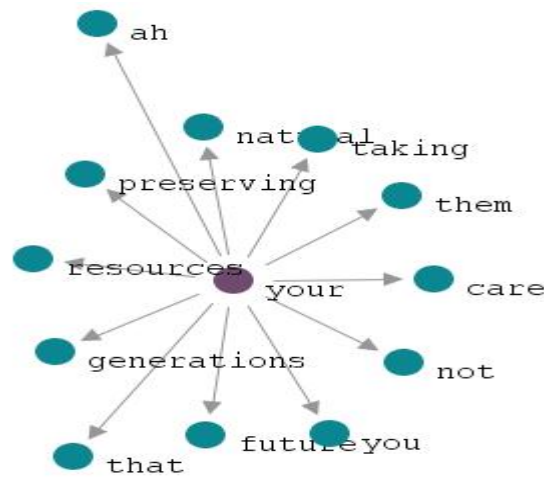 ah
natural
taking
preserving
them
resources
your
care
generations
not
future
you
that